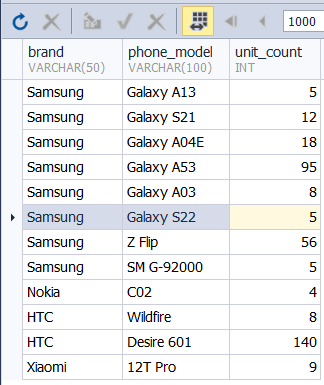 1000
brand phone_model unit_count
VARCHAR(50) VARCHAR(100) INT
Samsung Galaxy A13 5
Samsung Galaxy S21 12
Samsung Galaxy A04E 18
Samsung Galaxy A53 95
Samsung Galaxy A03 8
Samsung Galaxy S22 5
Samsung Z Flip 56
Samsung SM G-92000 5
Nokia C02 4
HTC Wildfire 8
HTC Desire 601 140
Xiaomi 12T Pro 9